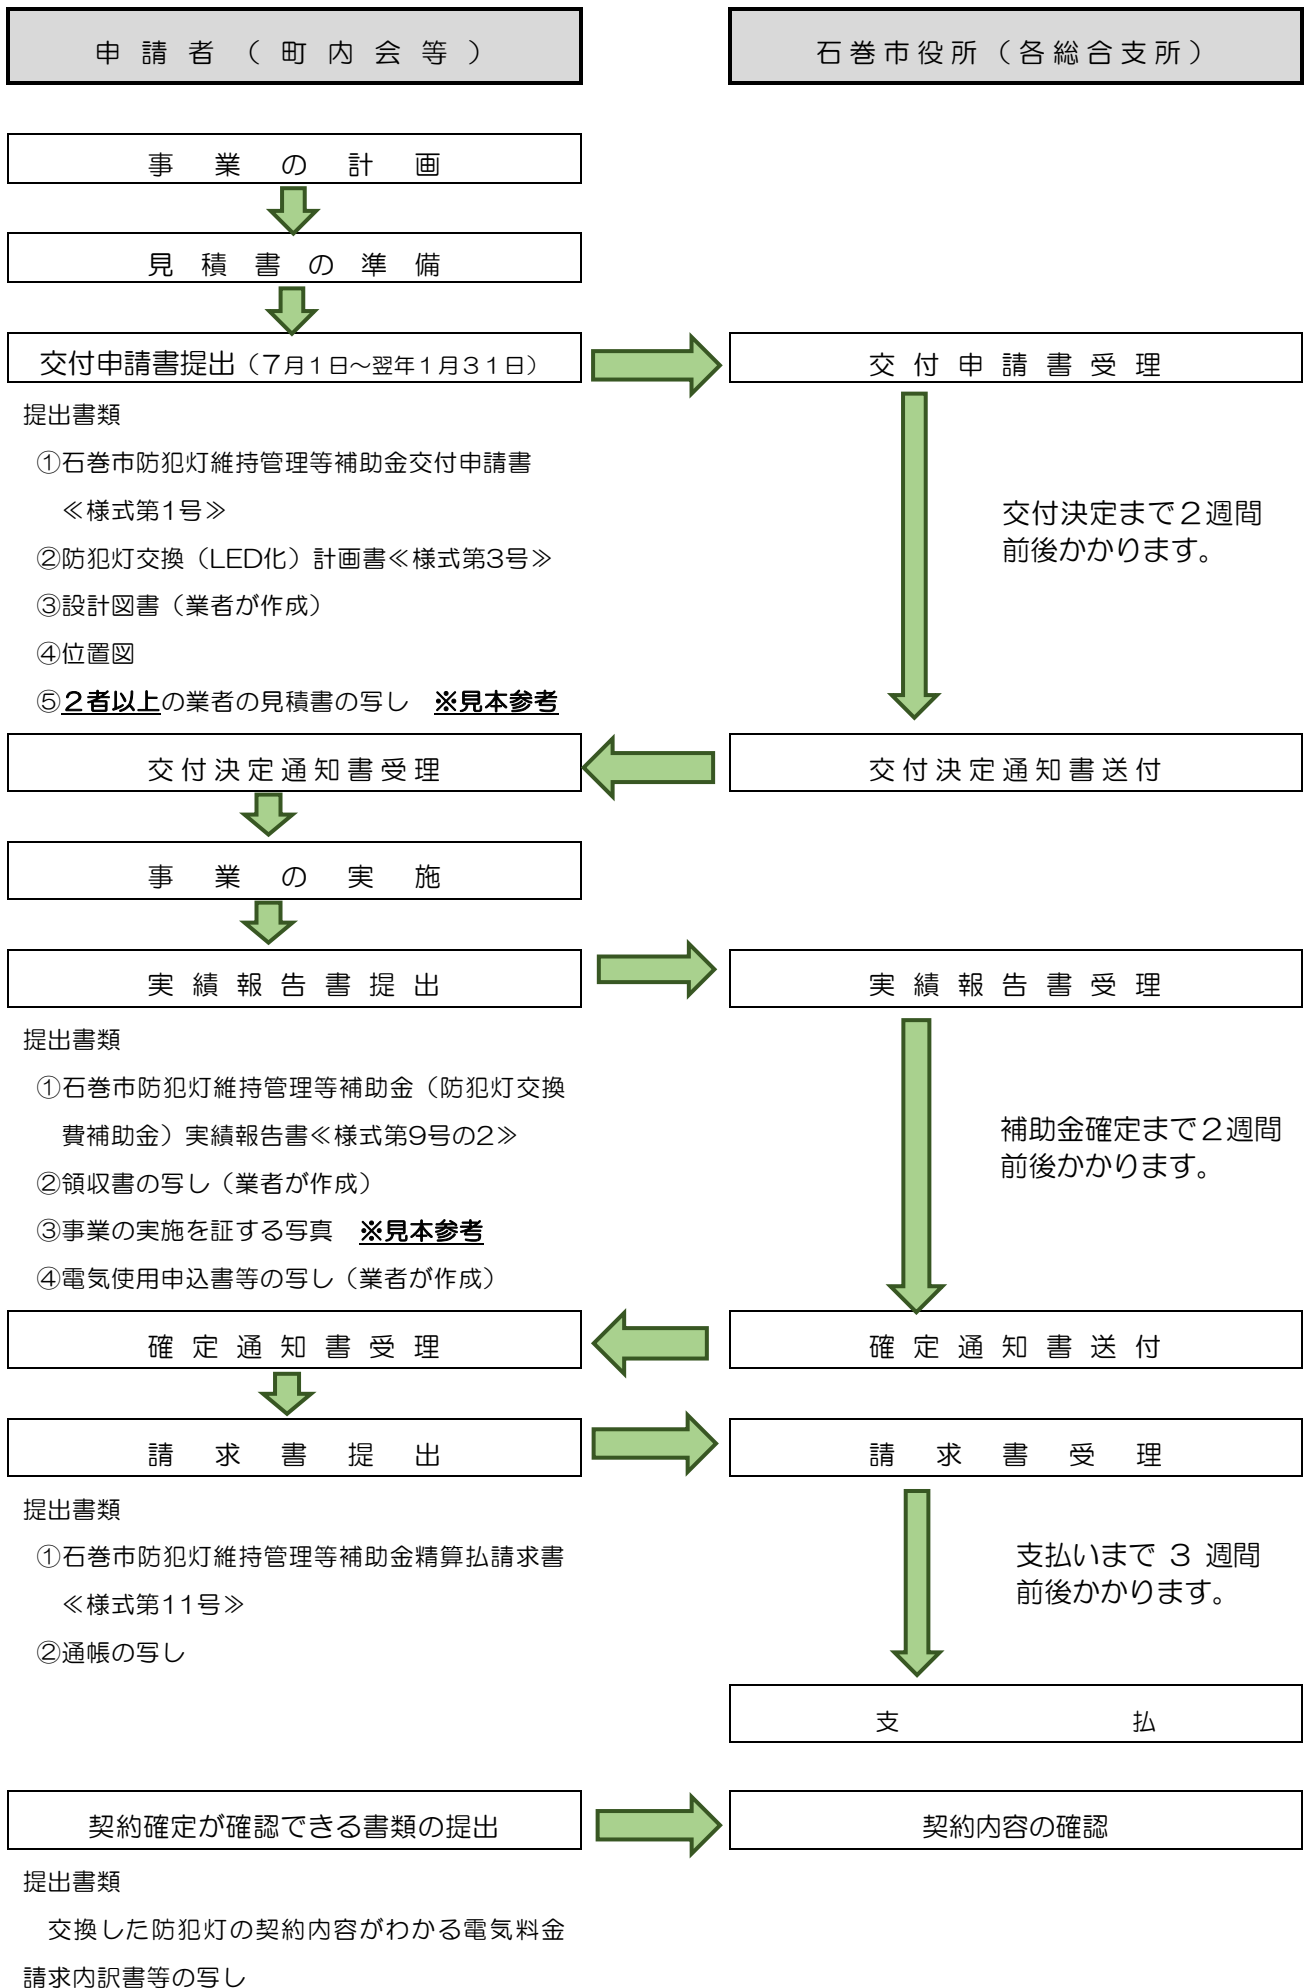 申請者（町内会等）
石巻市役所（各総合支所）
事業の計画
見積書の準備
交付申請書提出（７月１日～翌年１月３１日）
交付申請書受理
提出書類
①石巻市防犯灯維持管理等補助金交付申請書
≪様式第1号≫
②防犯灯交換（LED化）計画書≪様式第3号≫
③設計図書（業者が作成）
④位置図
⑤２者以上の業者の見積書の写し　※見本参考
交付決定まで２週間
前後かかります。
交付決定通知書受理
交付決定通知書送付
事業の実施
実績報告書提出
実績報告書受理
提出書類
①石巻市防犯灯維持管理等補助金（防犯灯交換
費補助金）実績報告書≪様式第9号の2≫
②領収書の写し（業者が作成）
③事業の実施を証する写真　※見本参考
④電気使用申込書等の写し（業者が作成）
補助金確定まで２週間
前後かかります。
確定通知書受理
確定通知書送付
請求書提出
請求書受理
提出書類
①石巻市防犯灯維持管理等補助金精算払請求書
≪様式第11号≫
②通帳の写し
支払いまで ３ 週間
前後かかります。
支払
契約確定が確認できる書類の提出
契約内容の確認
提出書類
交換した防犯灯の契約内容がわかる電気料金
請求内訳書等の写し